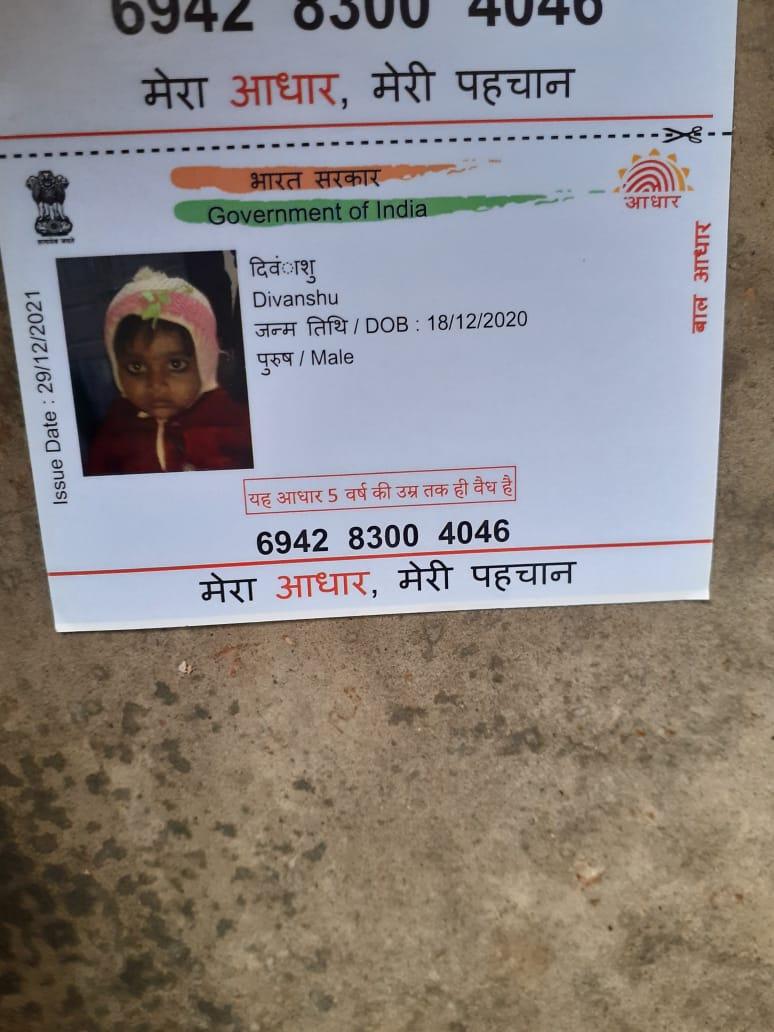 6942 8300 4046
मेरा आधार, मेरी पहचान
भारत सरकार
Government of India
आधार
सत्यमेव जयते
दिवंाशु
Divanshu
जन्म तिथि / DOB : 18/12/2020
पुरुष / Male
Issue Date : 29/12/2021
बाल आधार
यह आधार 5 वर्ष की उम्र तक ही वैध है
6942 8300 4046
मेरा आधार, मेरी पहचान